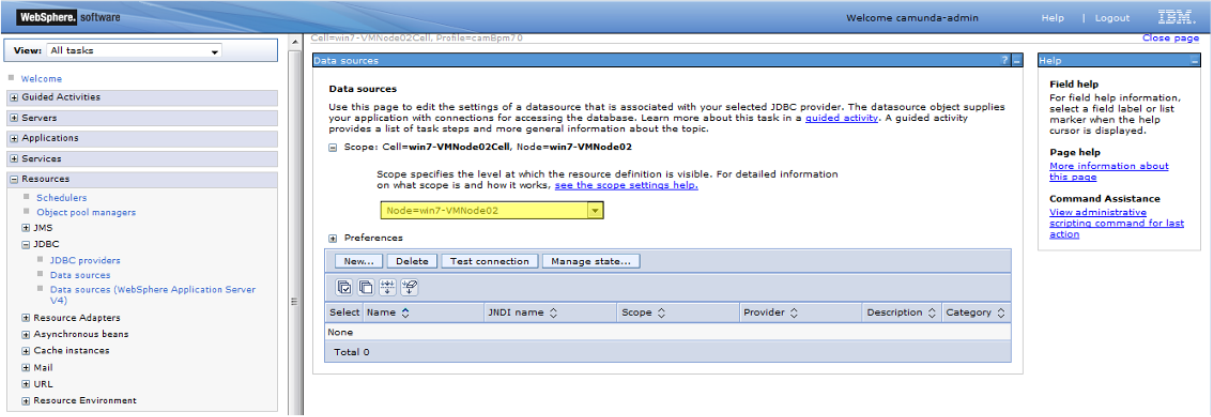 WebSphere. software
Welcome camunda-admin
Help | Logout
IBM.
View: All tasks
Welcome
Guided Activities
Servers
Applications
Services
Resources
Schedulers
Object pool managers
JMS
JDBC
JDBC providers
Data sources
Data sources (WebSphere Application Server
V4)
Resource Adapters
Asynchronous beans
Cache instances
Mail
URL
Resource Environment
Cell=win7-VMNode02Cell, Profile=camBpm70
Close page
Data sources
? -
Data sources
Use this page to edit the settings of a datasource that is associated with your selected JDBC provider. The datasource object supplies
your application with connections for accessing the database. Learn more about this task in a guided activity. A guided activity
provides a list of task steps and more general information about the topic.
Scope: Cell=win7-VMNode02Cell, Node=win7-VMNode02
Scope specifies the level at which the resource definition is visible. For detailed information
on what scope is and how it works, see the scope settings help.
Node=win7-VMNode02
Preferences
New... Delete Test connection Manage state...
Select Name JNDI name Scope Provider Description Category
None
Total 0
Help
Field help
For field help information,
select a field label or list
marker when the help
cursor is displayed.
Page help
More information about
this page
Command Assistance
View administrative
scripting command for last
action